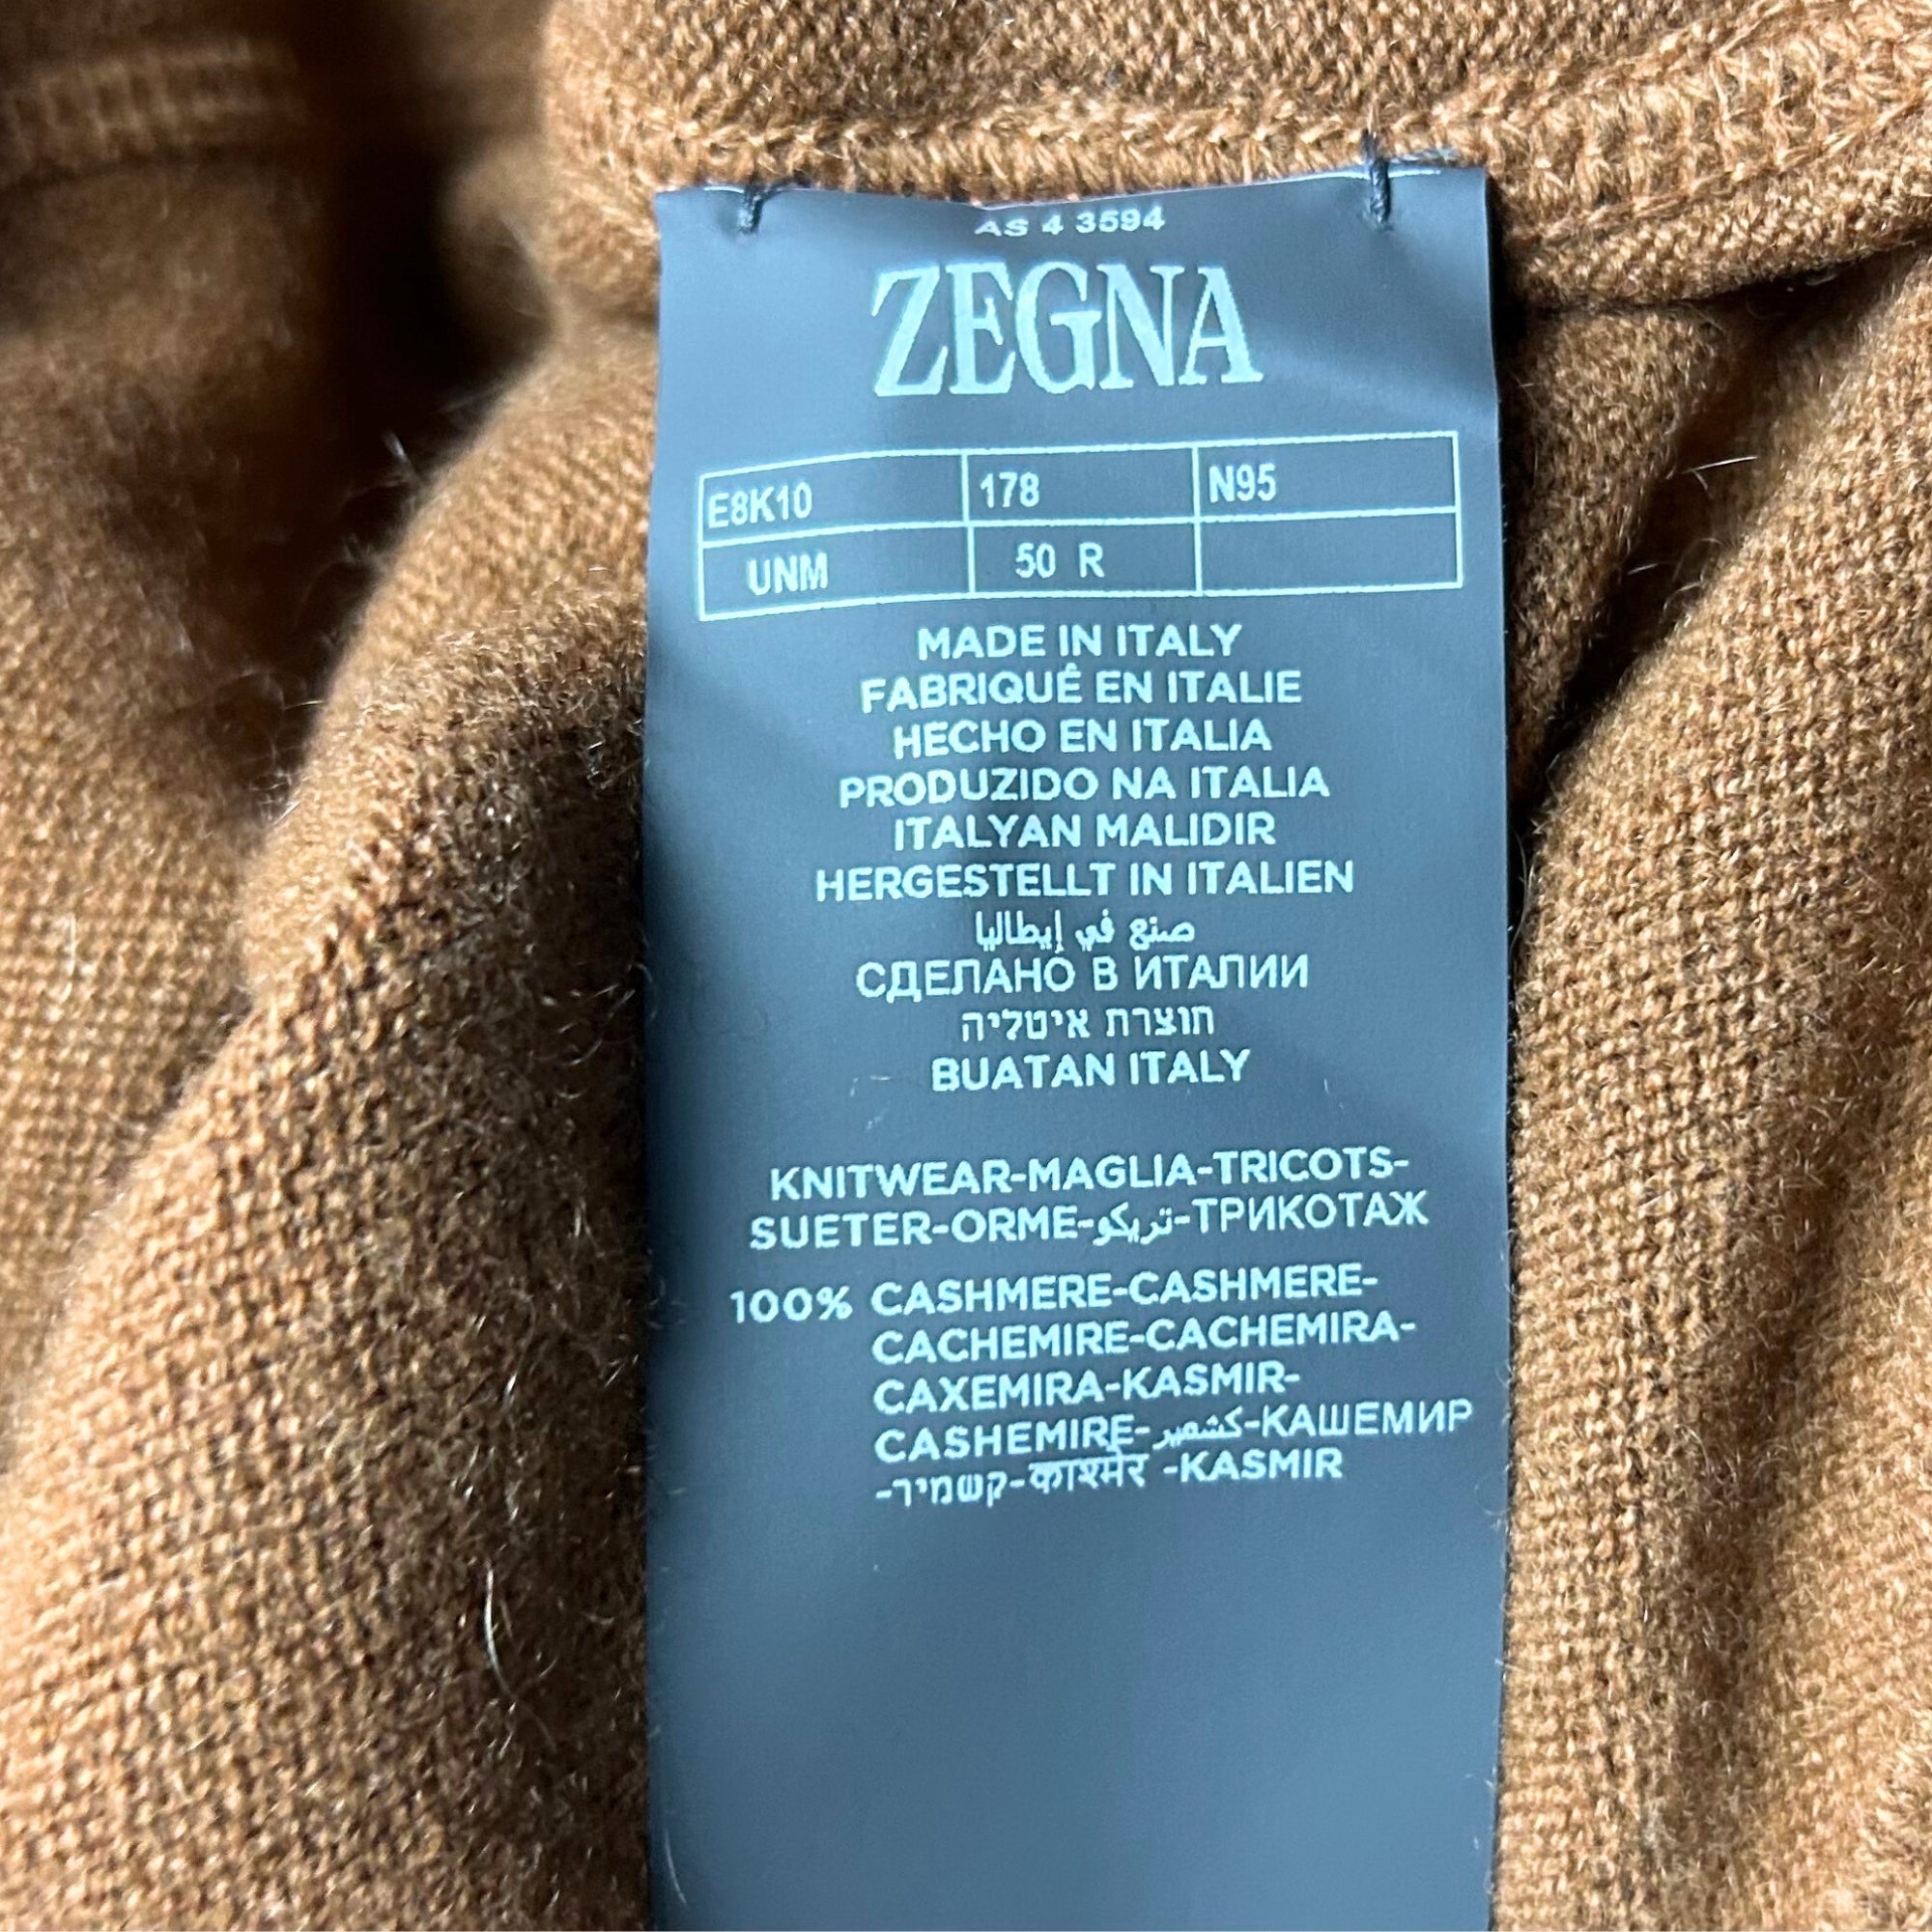 AS 4 3594
ZEGNA
E8K10 178 N95
UNM 50 R
MADE IN ITALY
FABRIQUÉ EN ITALIE
HECHO EN ITALIA
PRODUZIDO NA ITALIA
ITALYAN MALIDIR
HERGESTELLT IN ITALIEN
صنع في إيطاليا
СДЕЛАНО В ИТАЛИИ
תוצרת איטליה
BUATAN ITALY
KNITWEAR-MAGLIA-TRICOTS-
SUETER-ORME-تريكو-ТРИКОТАЖ
100% CASHMERE-CASHMERE-
CACHEMIRE-CACHEMIRA-
CAXEMIRA-KASMIR-
CASHEMIRE-كشمير-КАШЕМИР
-קשמיר-काश्मेर -KASMIR